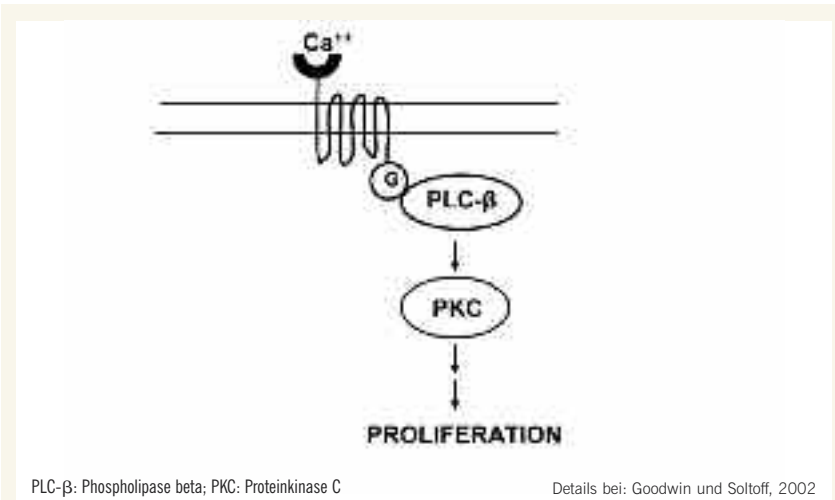 Ca++
G
PLC-β
PKC
PROLIFERATION
PLC-β: Phospholipase beta; PKC: Proteinkinase C
Details bei: Goodwin und Soltoff, 2002